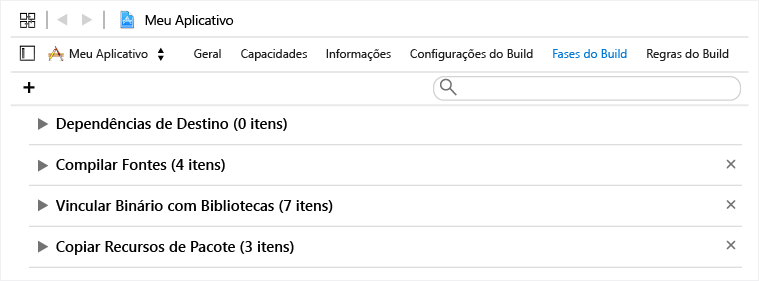 Meu Aplicativo
Meu Aplicativo Geral Capacidades Informações Configurações do Build Fases do Build Regras do Build
+
Dependências de Destino (0 itens)
Compilar Fontes (4 itens)
Vincular Binário com Bibliotecas (7 itens)
Copiar Recursos de Pacote (3 itens)